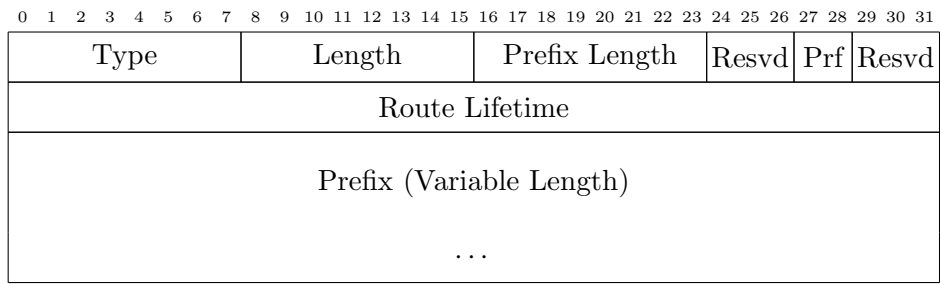 0 1 2 3 4 5 6 7 8 9 10 11 12 13 14 15 16 17 18 19 20 21 22 23 24 25 26 27 28 29 30 31
Type Length Prefix Length Resvd Prf Resvd
Route Lifetime
Prefix (Variable Length)
...